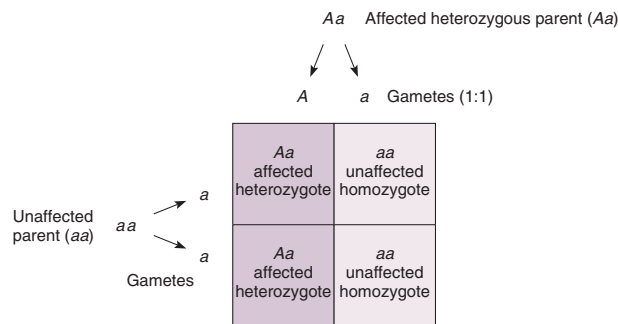 Aa Affected heterozygous parent (Aa)
A a Gametes (1:1)
Aa
affected
heterozygote
aa
unaffected
homozygote
a
Unaffected
parent (aa)
aa
a
Gametes
Aa
affected
heterozygote
aa
unaffected
homozygote